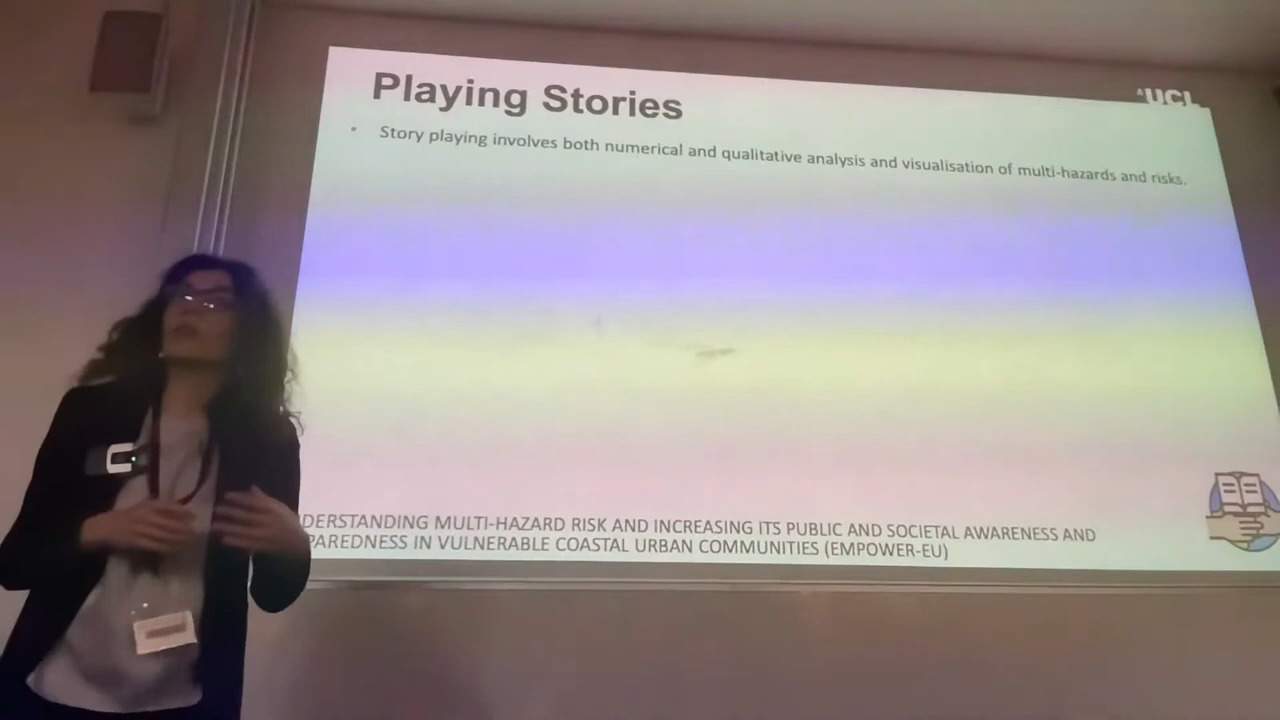 Playing Stories
UCL
• Story playing involves both numerical and qualitative analysis and visualisation of multi-hazards and risks.
DERSTANDING MULTI-HAZARD RISK AND INCREASING ITS PUBLIC AND SOCIETAL AWARENESS AND
PAREDNESS IN VULNERABLE COASTAL URBAN COMMUNITIES (EMPOWER-EU)